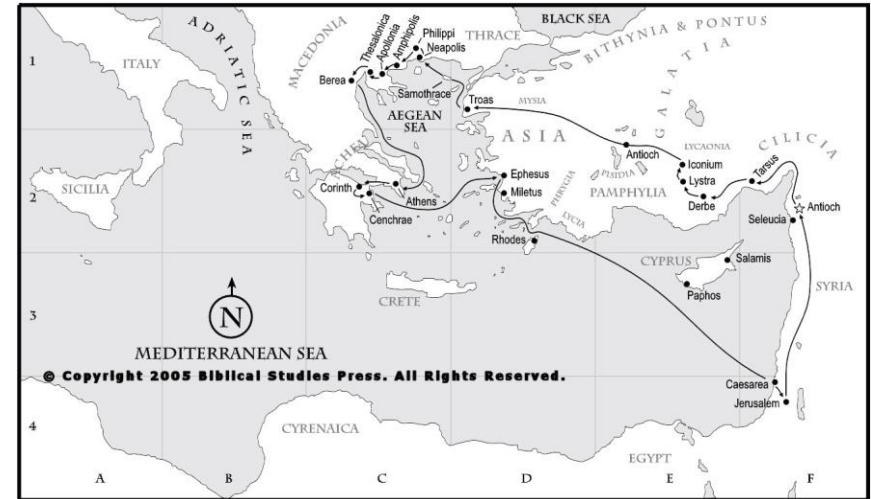 BLACK SEA
ADRIATIC SEA
MACEDONIA
Thesalonica
Apollonia
Amphipolis
Philippi
Neapolis
THRACE
BITHYNIA & PONTUS
1
ITALY
Berea
Samothrace
Troas
MYSIA
GALATIA
AEGEAN
SEA
ASIA
Antioch
LYCAONIA
CILICIA
Iconium
PISIDIA
Lystra
Tarsus
Ephesus
Miletus
PHRYGIA
PAMPHYLIA
Derbe
2
SICILIA
Corinth
Athens
Cenchrae
LYCIA
Antioch
Seleucia
Rhodes
CYPRUS
Salamis
Paphos
SYRIA
CRETE
3
N
MEDITERRANEAN SEA
© Copyright 2005 Biblical Studies Press. All Rights Reserved.
Caesarea
Jerusalem
4
CYRENAICA
EGYPT
A
B
C
D
E
F